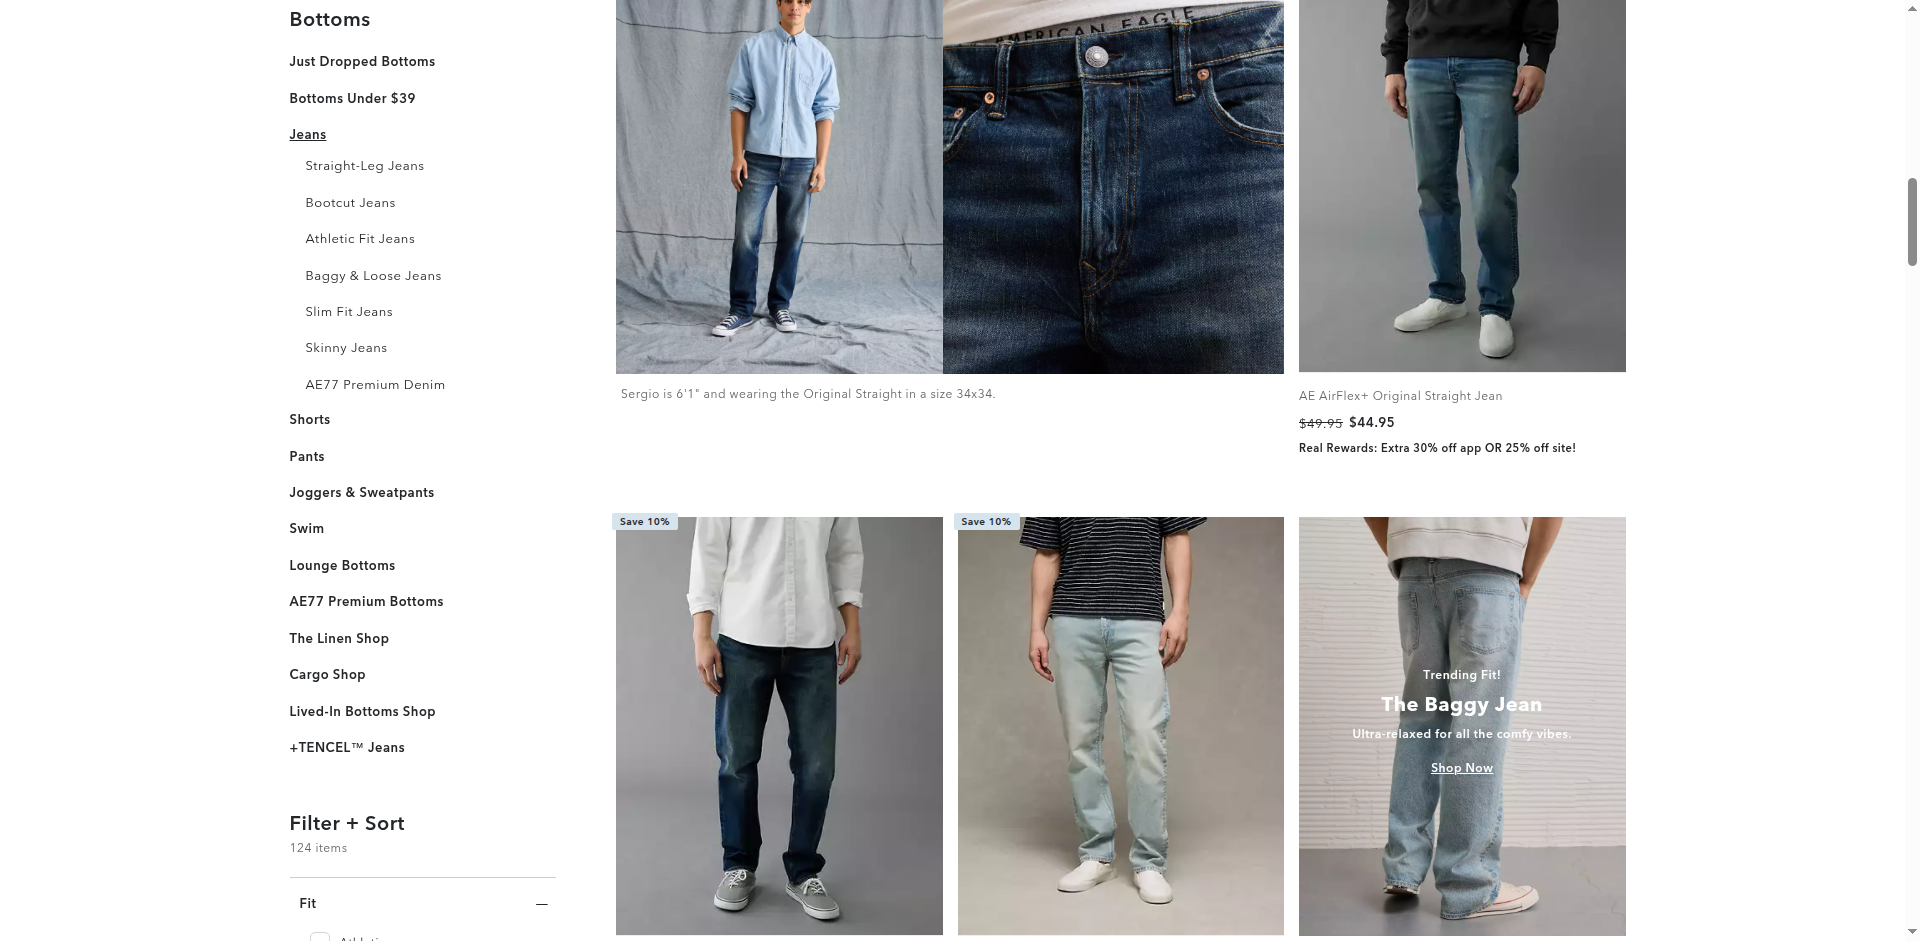 Bottoms
Just Dropped Bottoms
Bottoms Under $39
Jeans
Straight-Leg Jeans
Bootcut Jeans
Athletic Fit Jeans
Baggy & Loose Jeans
Slim Fit Jeans
Skinny Jeans
AE77 Premium Denim
Shorts
Pants
Joggers & Sweatpants
Swim
Lounge Bottoms
AE77 Premium Bottoms
The Linen Shop
Cargo Shop
Lived-In Bottoms Shop
+TENCEL™ Jeans
Filter + Sort
124 items
Fit
AMERICAN EAGLE
Sergio is 6'1" and wearing the Original Straight in a size 34x34.
AE AirFlex+ Original Straight Jean
$49.95 $44.95
Real Rewards: Extra 30% off app OR 25% off site!
Save 10%
Save 10%
Trending Fit!
The Baggy Jean
Ultra-relaxed for all the comfy vibes.
Shop Now